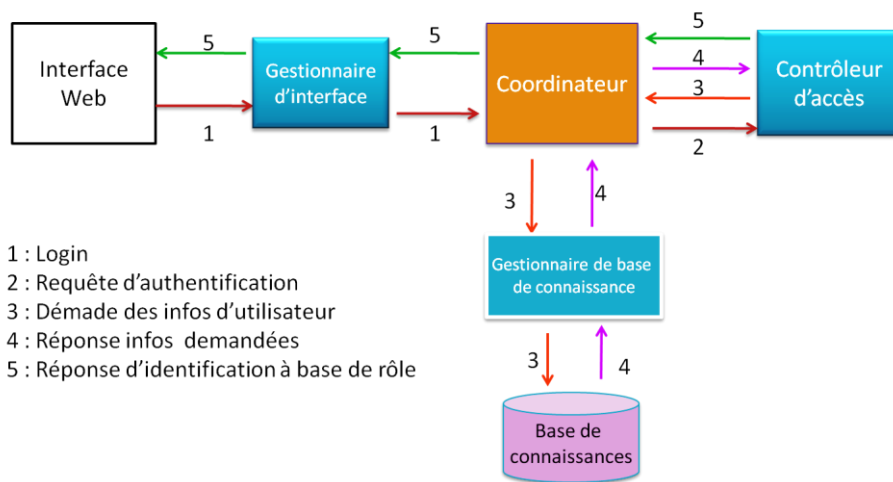 5
5
5
Interface
Web
Gestionnaire
d'interface
Coordinateur
4
Contrôleur
d'accès
3
1
1
2
3
4
1 : Login
2 : Requête d'authentification
3 : Démade des infos d'utilisateur
4 : Réponse infos demandées
5 : Réponse d'identification à base de rôle
Gestionnaire de base
de connaissance
3
4
Base de
connaissances